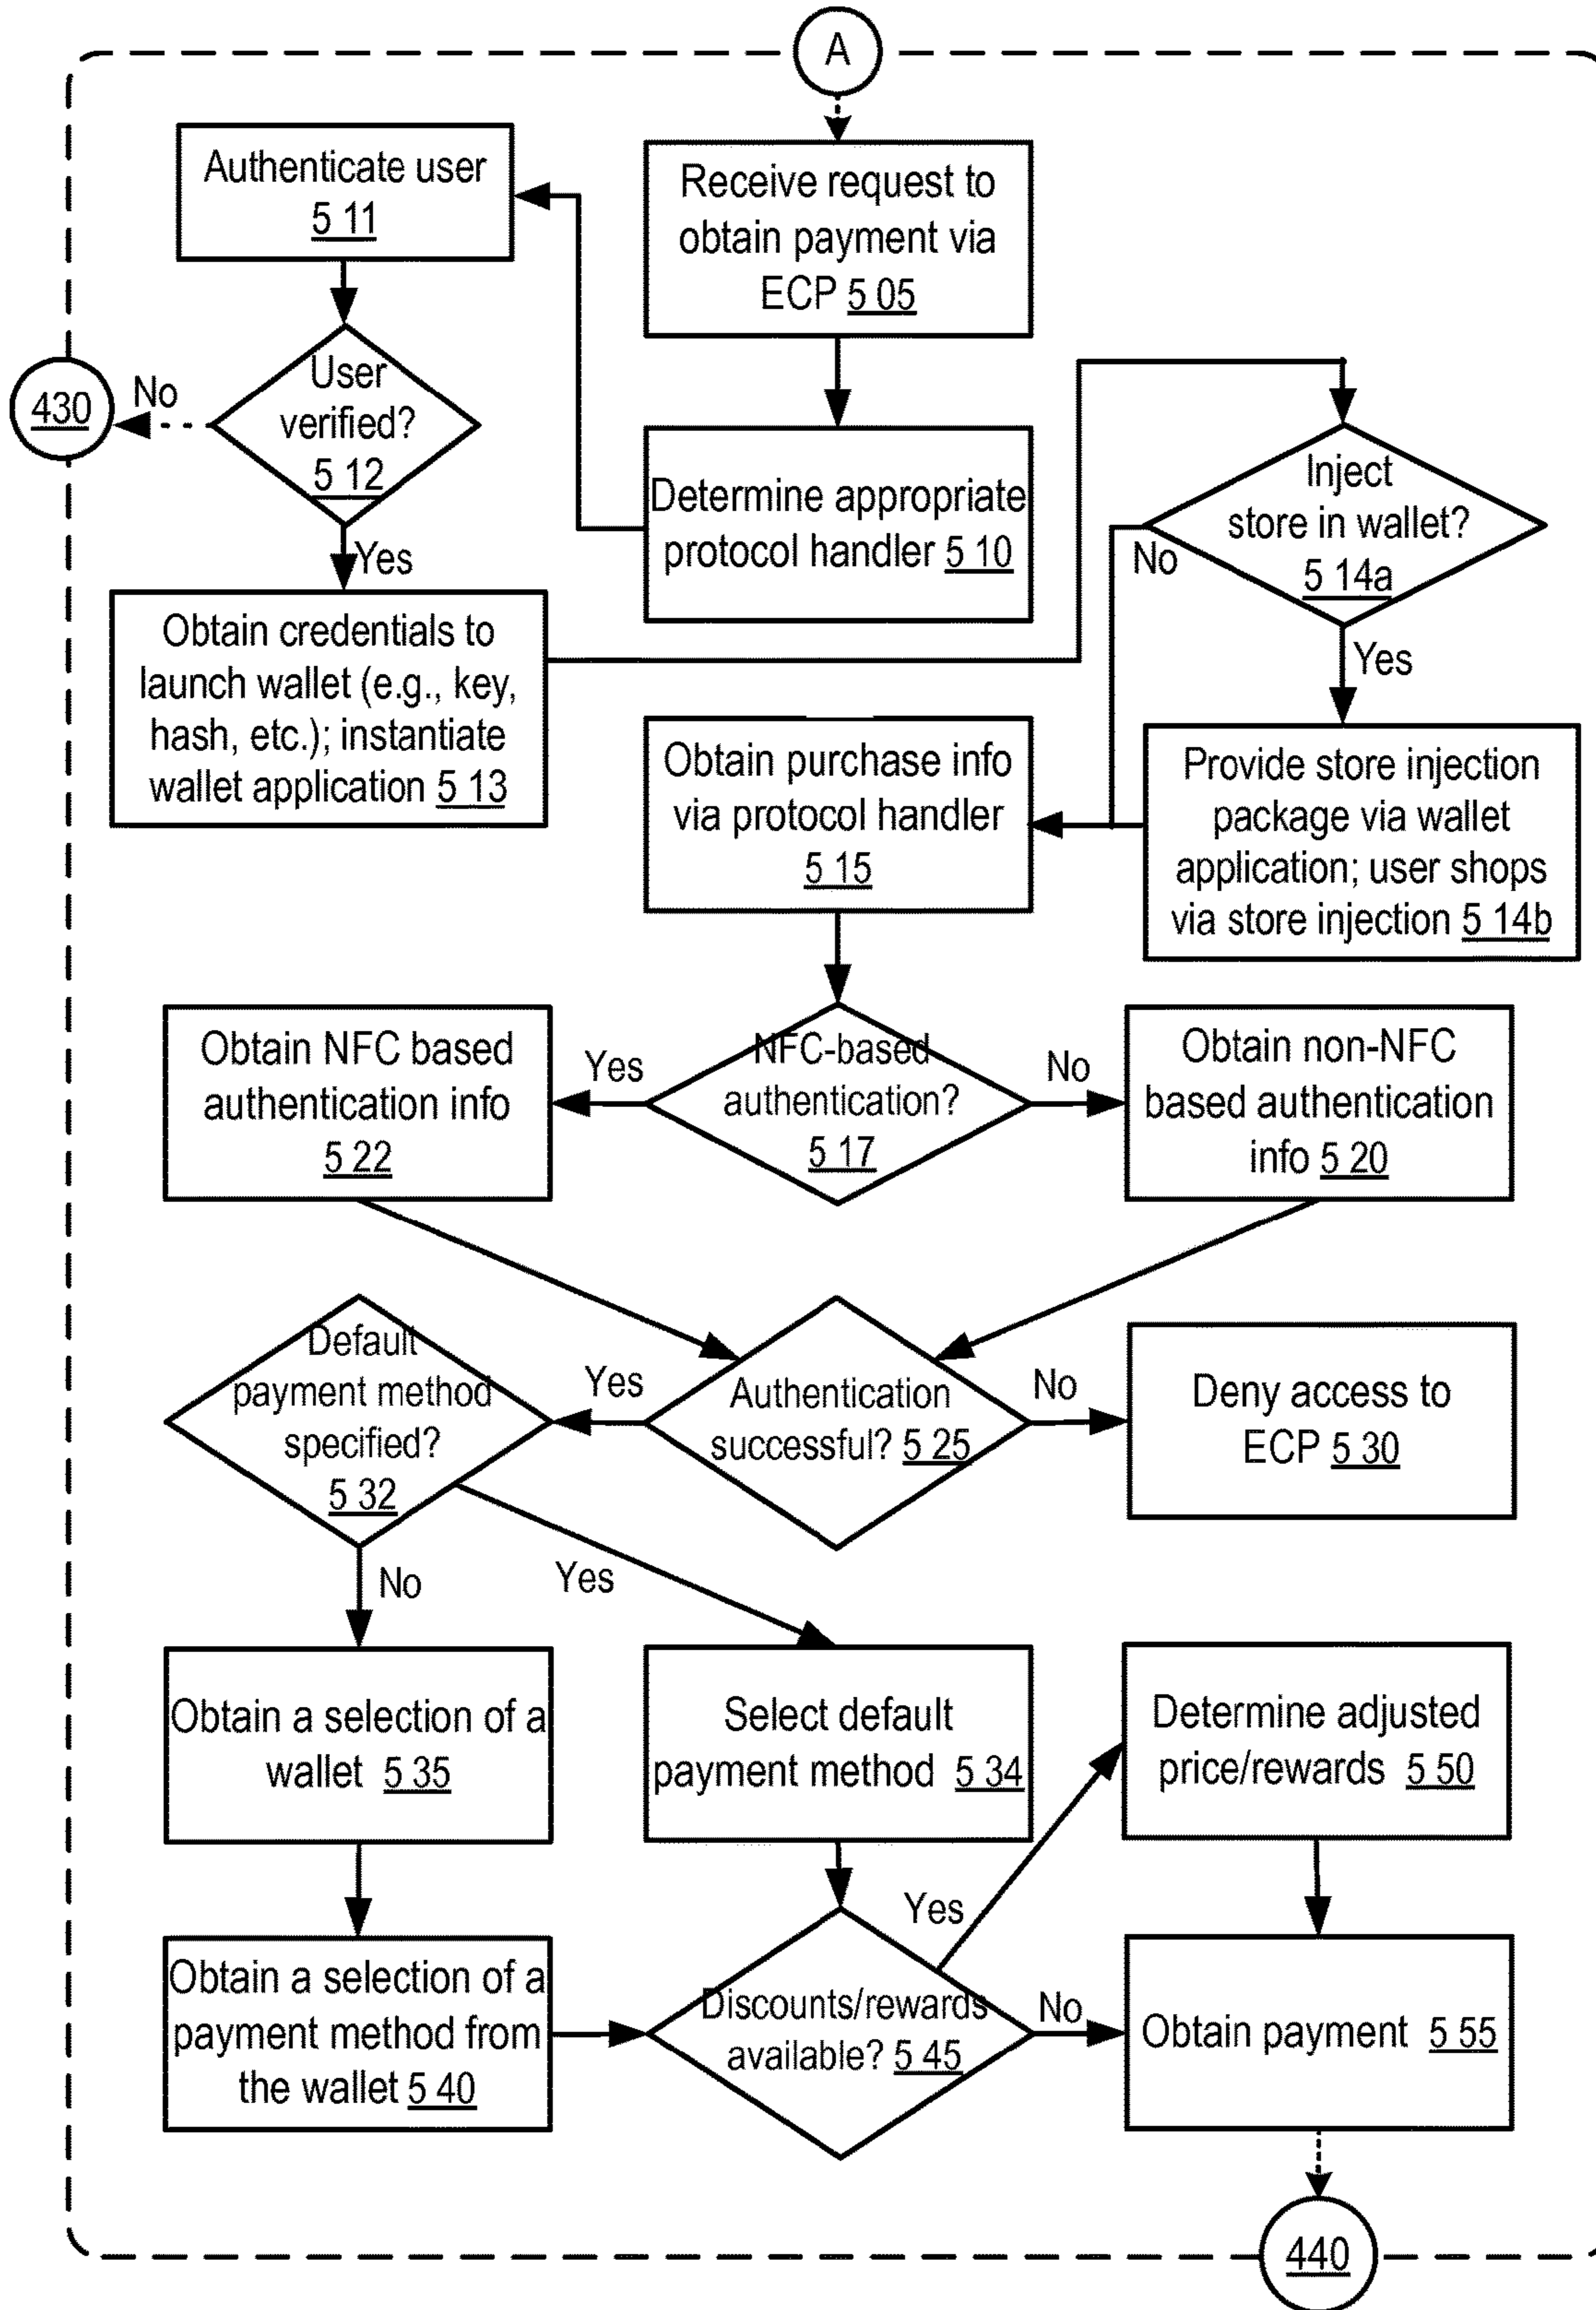 A
Authenticate user
5 11
Receive request to
obtain payment via
ECP 5 05
User
verified?
5 12
No
430
Yes
Determine appropriate
protocol handler 5 10
Inject
store in wallet?
5 14a
No
Yes
Obtain credentials to
launch wallet (e.g., key,
hash, etc.); instantiate
wallet application 5 13
Obtain purchase info
via protocol handler
5 15
Provide store injection
package via wallet
application; user shops
via store injection 5 14b
Obtain NFC based
authentication info
5 22
Yes
NFC-based
authentication?
5 17
No
Obtain non-NFC
based authentication
info 5 20
Default
payment method
specified?
5 32
Yes
Authentication
successful? 5 25
No
Deny access to
ECP 5 30
No
Yes
Obtain a selection of a
wallet 5 35
Select default
payment method 5 34
Determine adjusted
price/rewards 5 50
Yes
Obtain a selection of a
payment method from
the wallet 5 40
Discounts/rewards
available? 5 45
No
Obtain payment 5 55
440